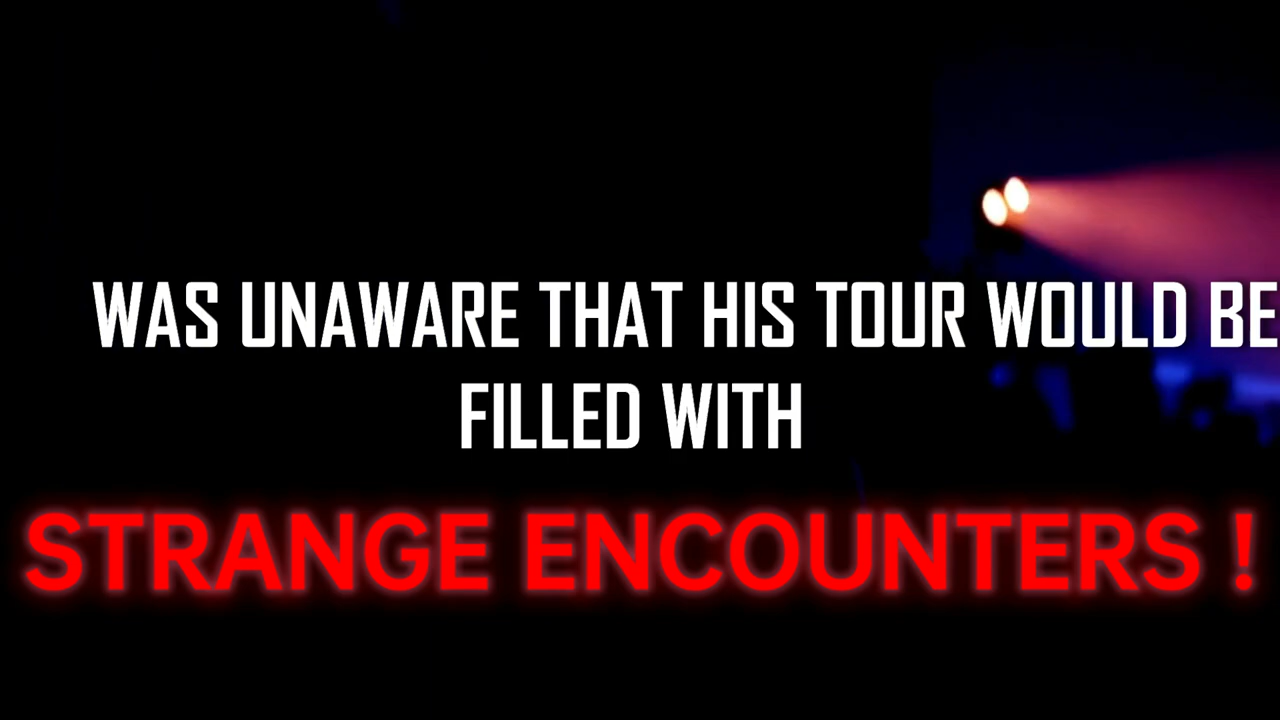 WAS UNAWARE THAT HIS TOUR WOULD BE
FILLED WITH
STRANGE ENCOUNTERS !